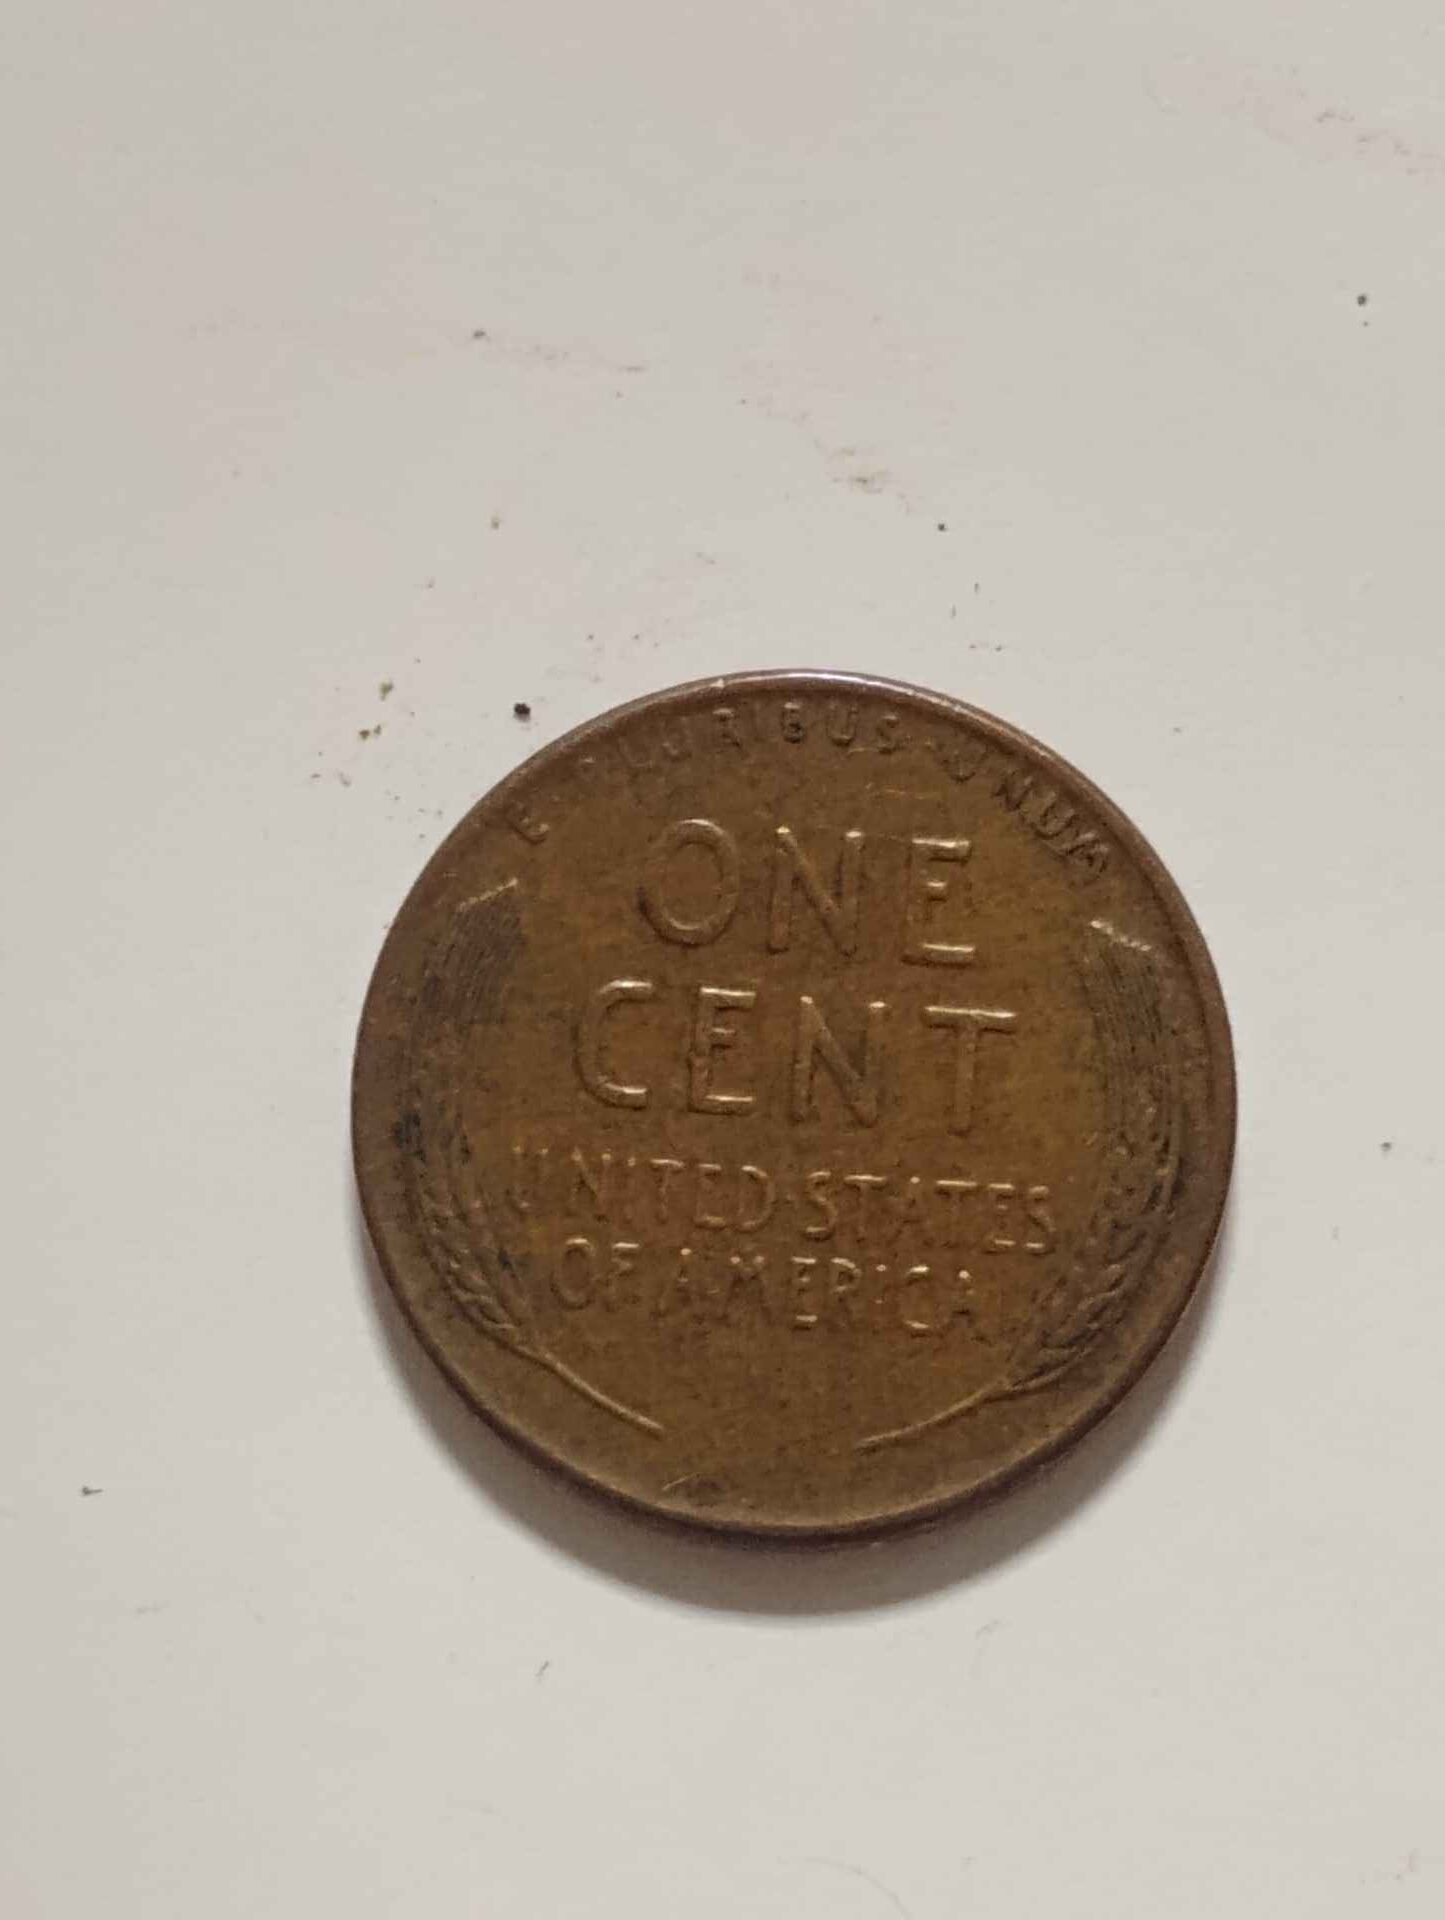 E PLURIBUS UNUM
ONE
CENT
UNITED·STATES
OF·AMERICA